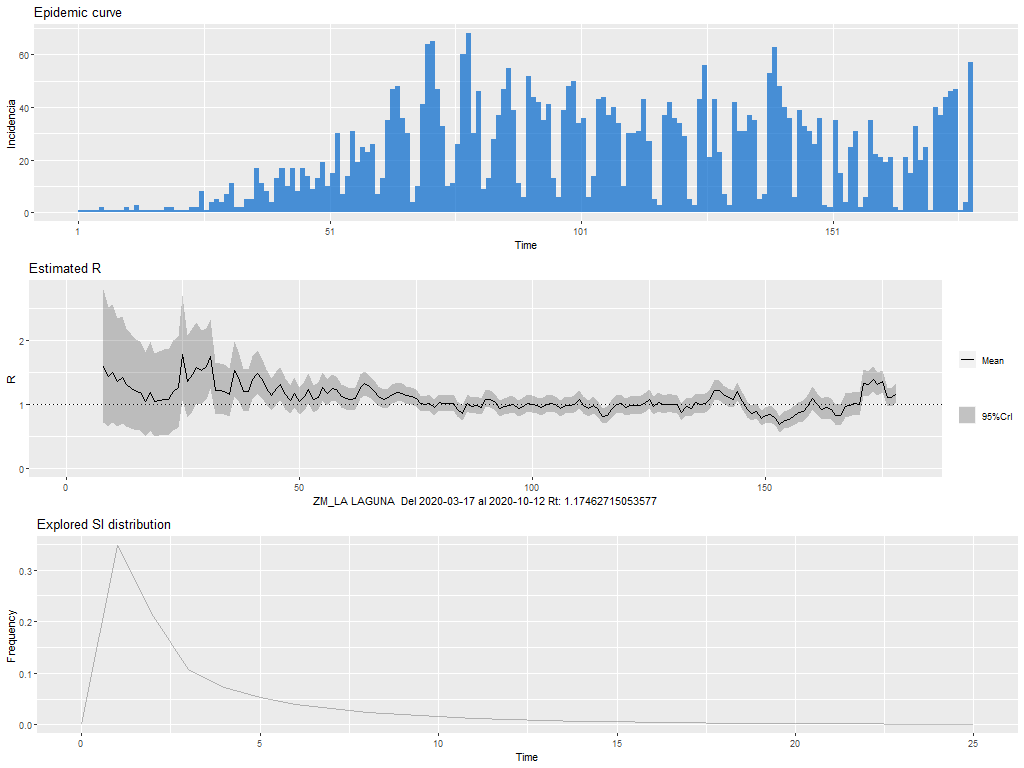 Epidemic curve
60
40
20
0
Incidencia
1
51
101
151
Time
Estimated R
2
1
0
R
Mean
95%CrI
0
50
100
150
ZM_LA LAGUNA Del 2020-03-17 al 2020-10-12 Rt: 1.17462715053577
Explored SI distribution
0.3
0.2
0.1
0.0
Frequency
0
5
10
15
20
25
Time